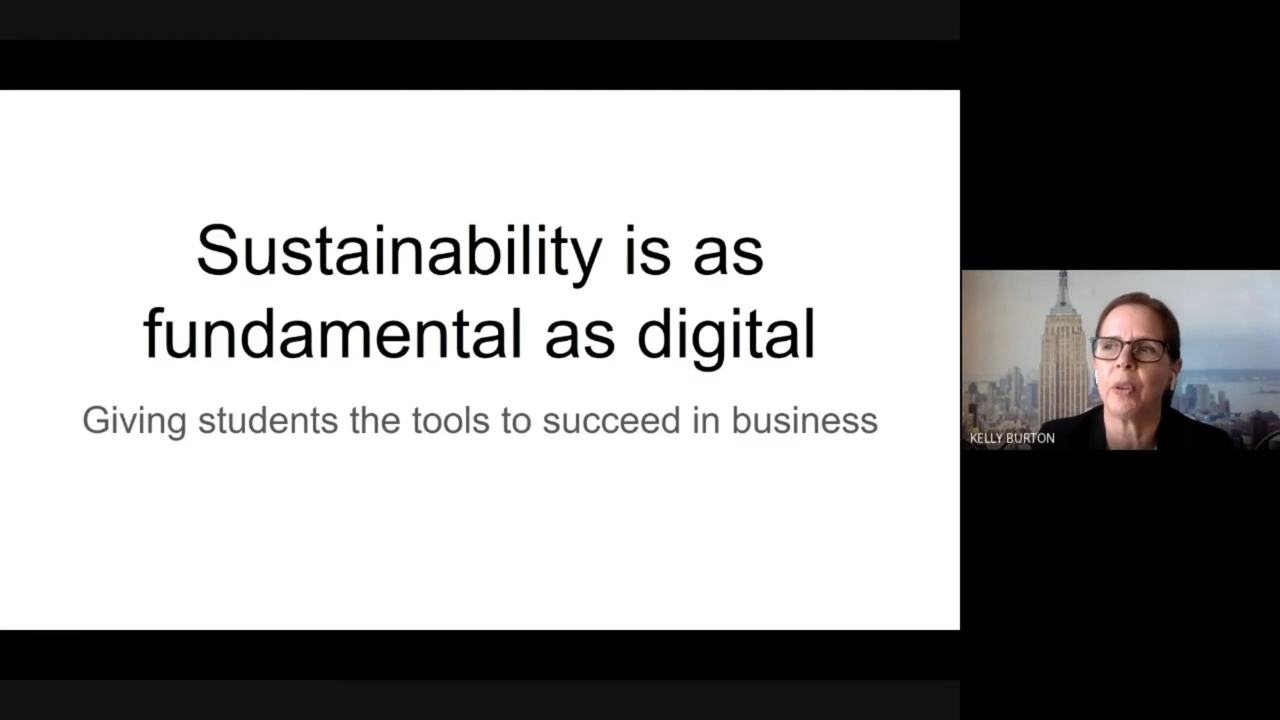 Sustainability is as
fundamental as digital
Giving students the tools to succeed in business
KELLY BURTON